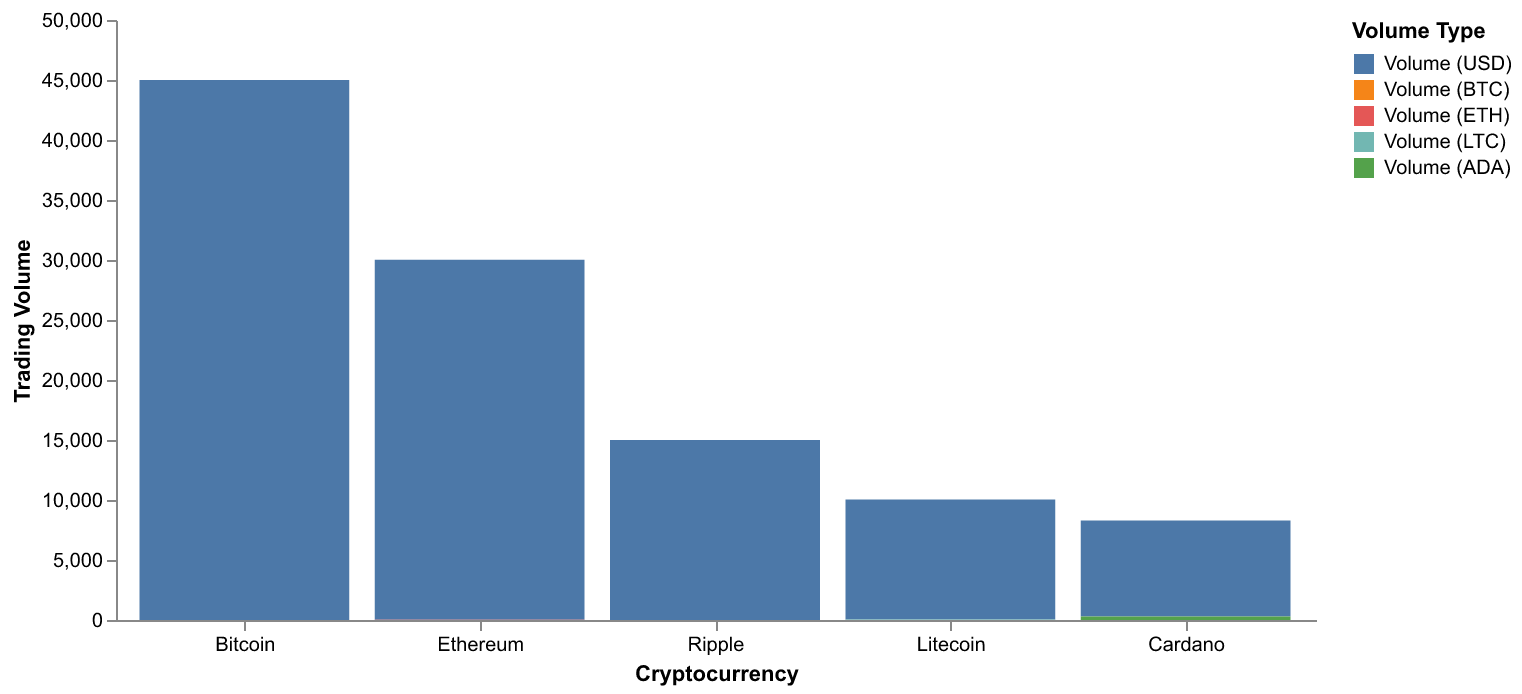 50,000
45,000
40,000
35,000
30,000
25,000
20,000
15,000
10,000
5,000
0
Trading Volume
Bitcoin
Ethereum
Ripple
Litecoin
Cardano
Cryptocurrency
Volume Type
Volume (USD)
Volume (BTC)
Volume (ETH)
Volume (LTC)
Volume (ADA)